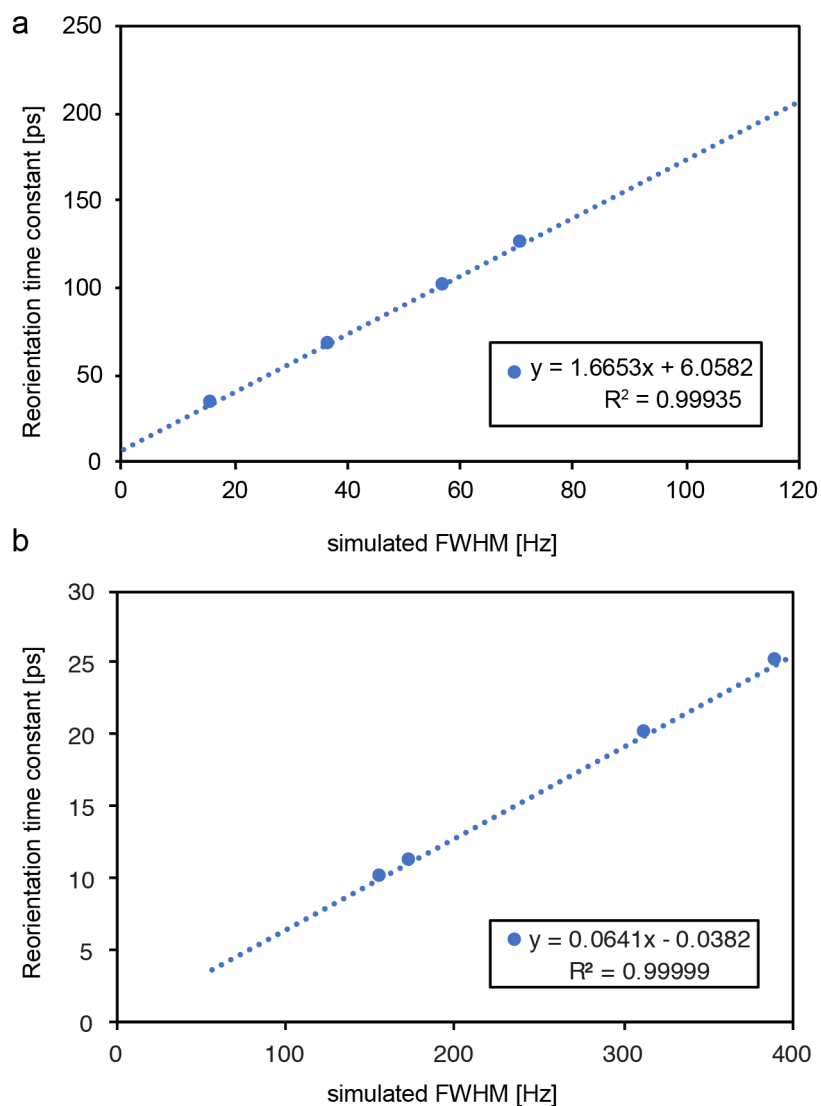 a
Reorientation time constant [ps]
250
200
150
100
50
0
0 20 40 60 80 100 120
simulated FWHM [Hz]
y = 1.6653x + 6.0582
R² = 0.99935
b
Reorientation time constant [ps]
30
25
20
15
10
5
0
0 100 200 300 400
simulated FWHM [Hz]
y = 0.0641x - 0.0382
R² = 0.99999